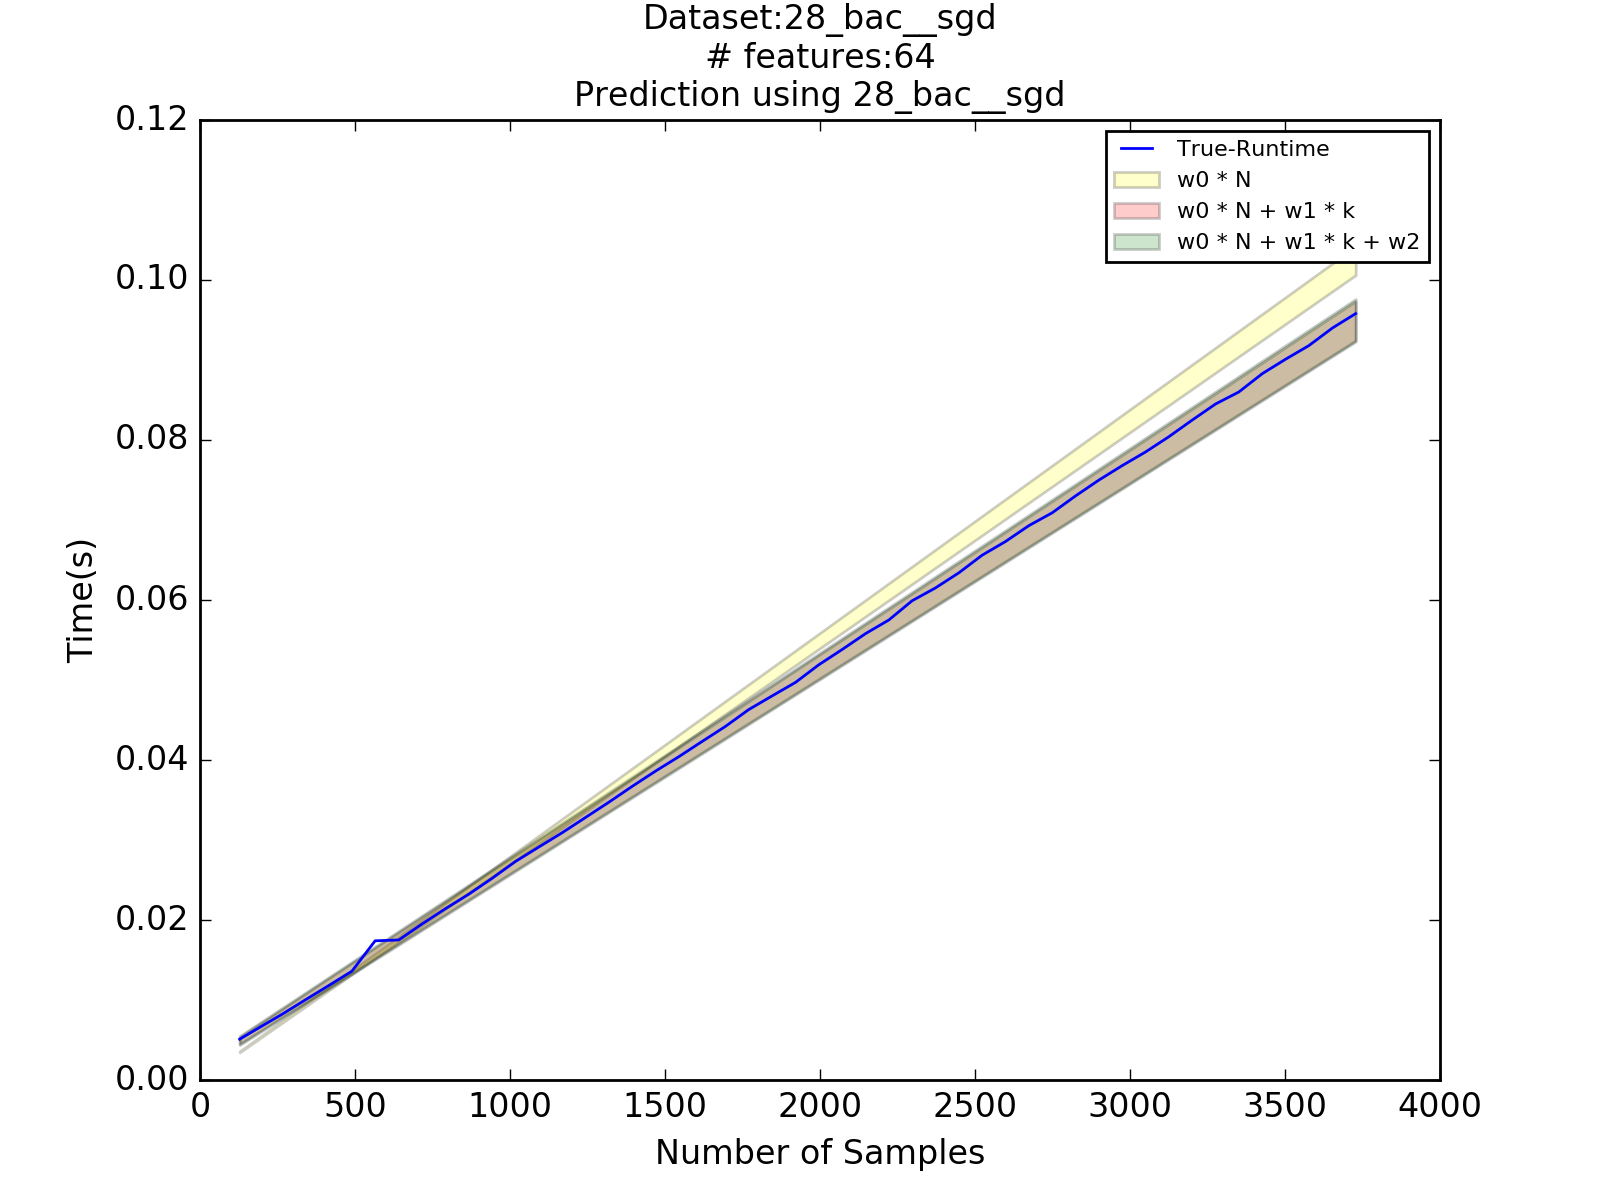 Dataset:28_bac__sgd
# features:64
Prediction using 28_bac__sgd
0.12
0.10
0.08
0.06
0.04
0.02
0.00
Time(s)
True-Runtime
w0 * N
w0 * N + w1 * k
w0 * N + w1 * k + w2
0 500 1000 1500 2000 2500 3000 3500 4000
Number of Samples